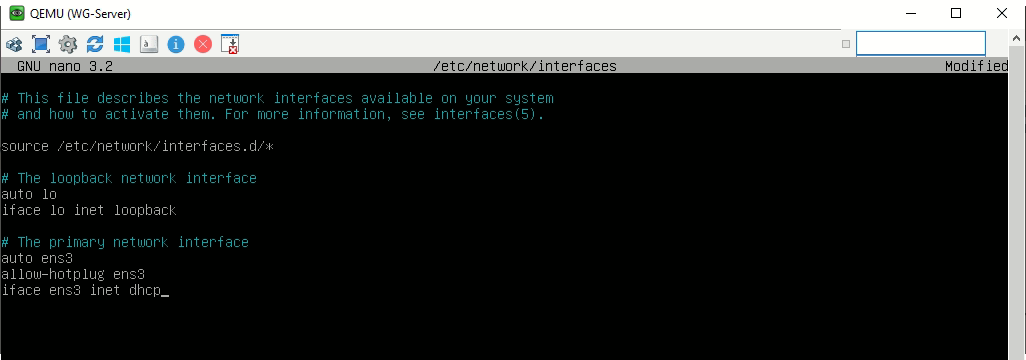 QEMU (WG-Server)
GNU nano 3.2 /etc/network/interfaces Modified
# This file describes the network interfaces available on your system
# and how to activate them. For more information, see interfaces(5).
source /etc/network/interfaces.d/*
# The loopback network interface
auto lo
iface lo inet loopback
# The primary network interface
auto ens3
allow-hotplug ens3
iface ens3 inet dhcp_